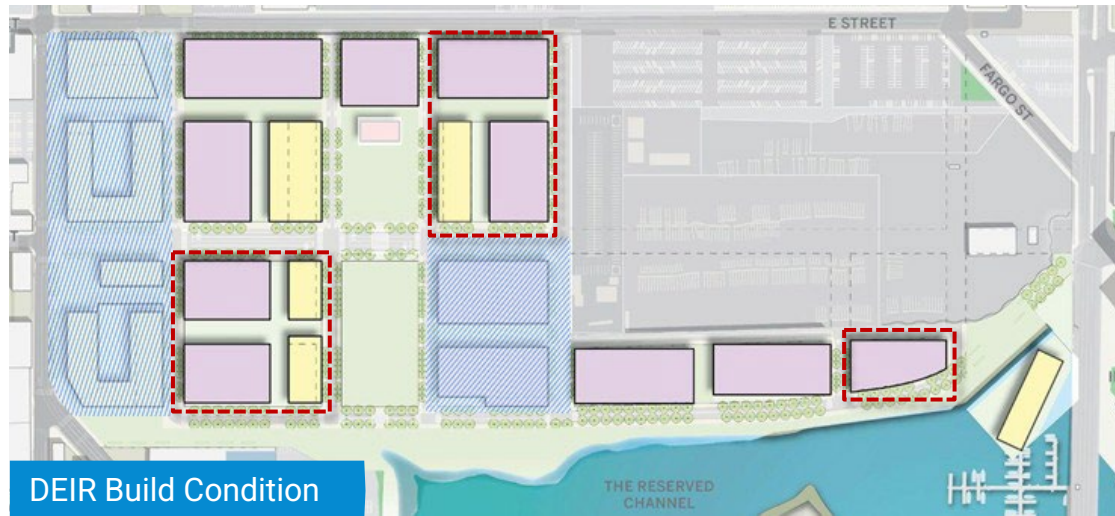 E STREET
FARGO ST
THE RESERVED
CHANNEL
DEIR Build Condition